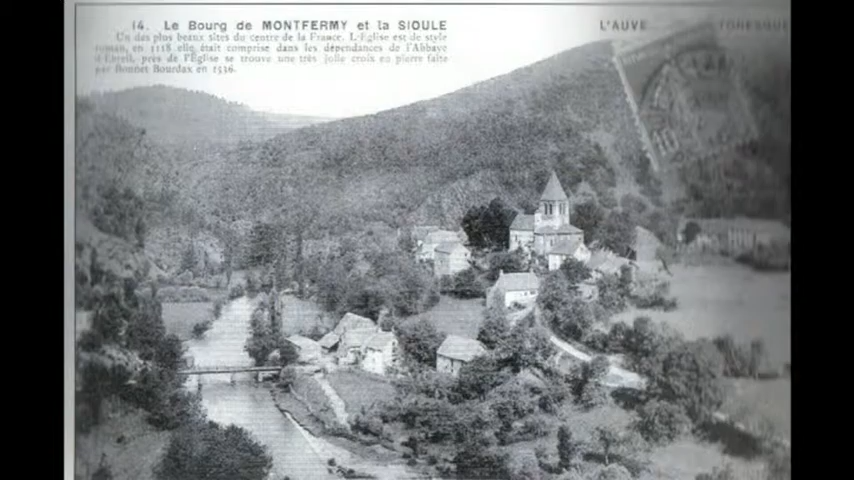 14. Le Bourg de MONTFERMY et la SIOULE
Un des plus beaux sites du centre de la France. L'Eglise est de style
roman, en 1118 elle était comprise dans les dépendances de l'Abbaye
d'Ebreil, près de l'Église se trouve une très jolie croix en pierre faite
par Bonnet Bourdax en 1536.
L'AUVE